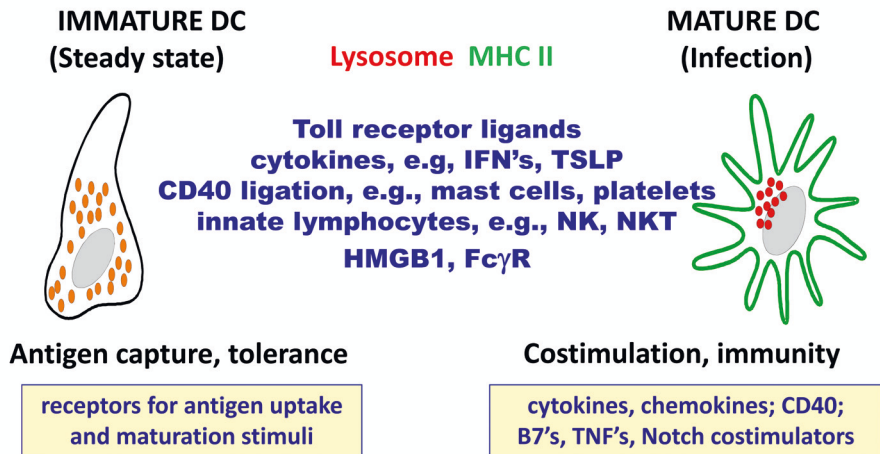 IMMATURE DC
(Steady state)
Lysosome MHC II
MATURE DC
(Infection)
Toll receptor ligands
cytokines, e.g, IFN's, TSLP
CD40 ligation, e.g., mast cells, platelets
innate lymphocytes, e.g., NK, NKT
HMGB1, FcγR
Antigen capture, tolerance
Costimulation, immunity
receptors for antigen uptake
and maturation stimuli
cytokines, chemokines; CD40;
B7's, TNF's, Notch costimulators